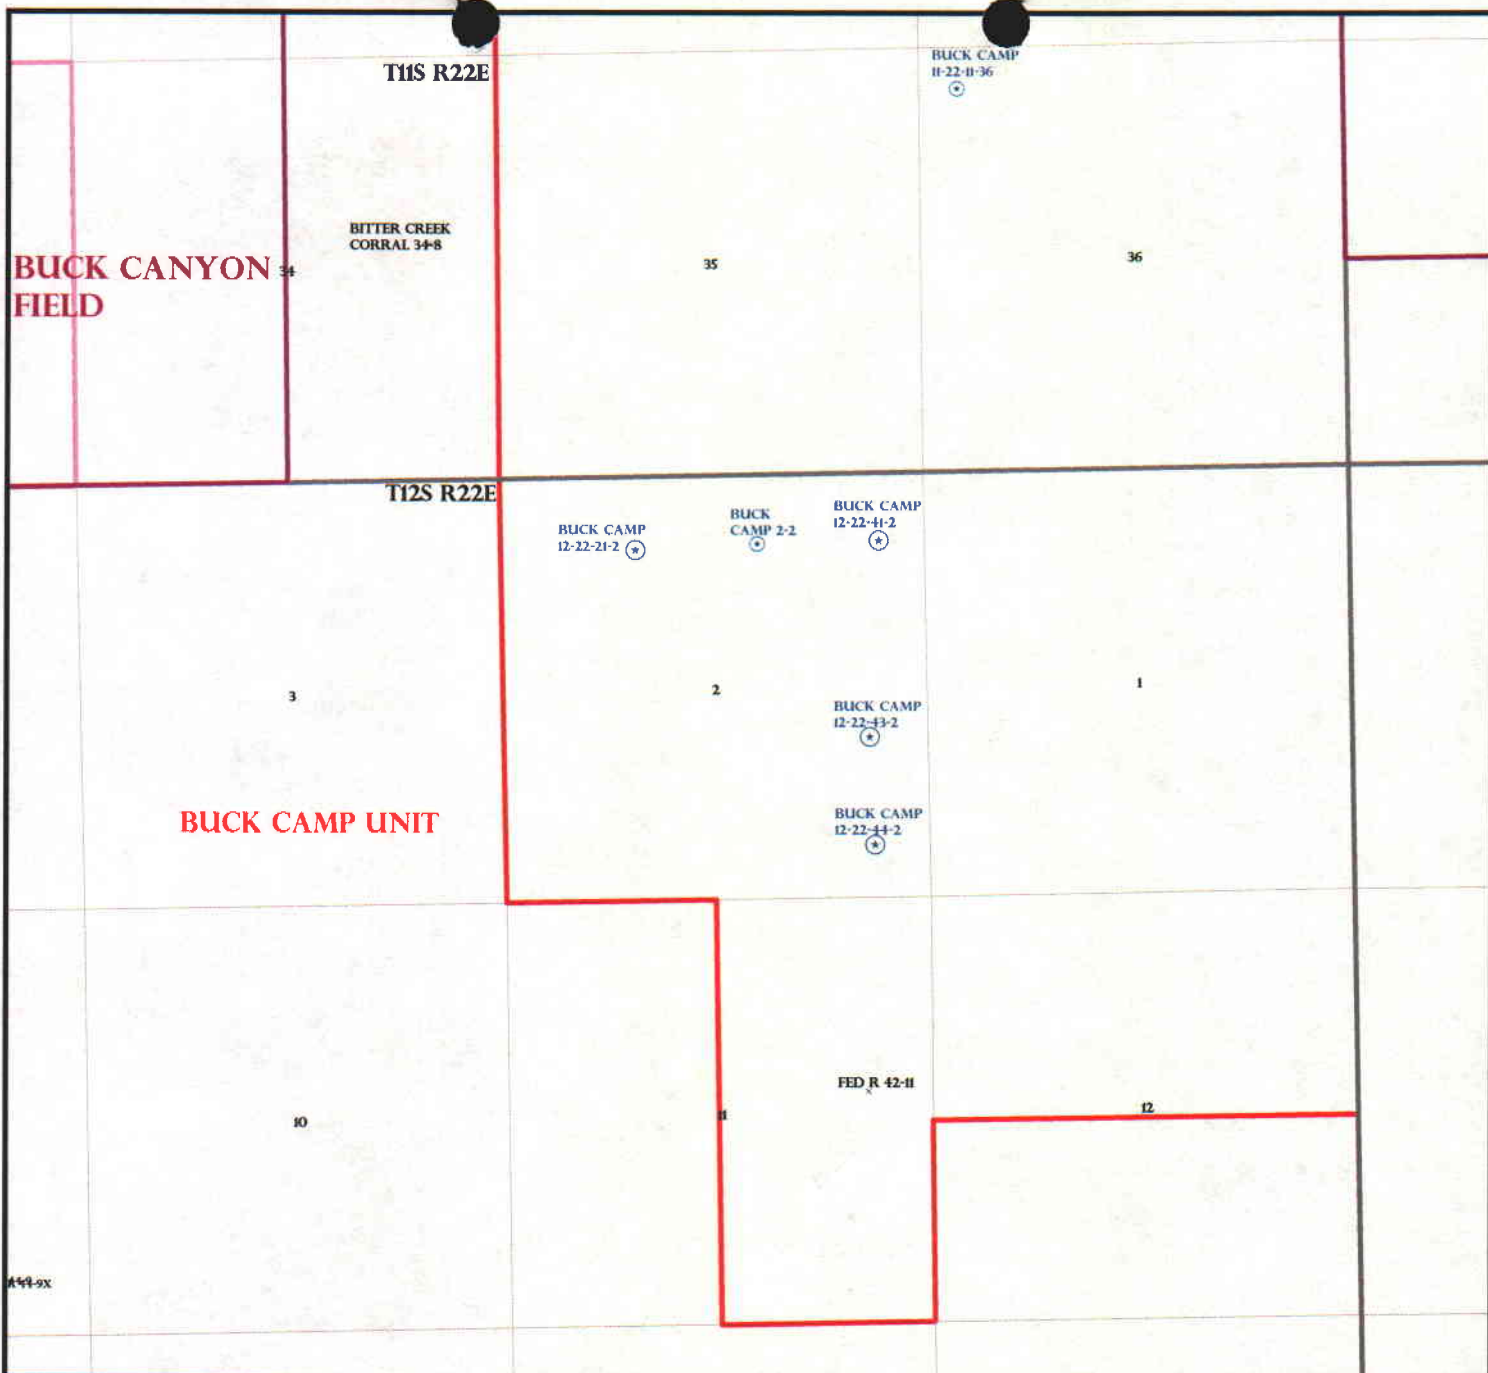 T11S R22E
BUCK CAMP
11-22-11-36
BITTER CREEK
CORRAL 34-8
BUCK CANYON
FIELD
34
35
36
T12S R22E
BUCK CAMP
12-22-21-2
BUCK
CAMP 2-2
BUCK CAMP
12-22-41-2
3
2
1
BUCK CAMP
12-22-43-2
BUCK CAMP UNIT
BUCK CAMP
12-22-44-2
FED R 42-11
10
11
12